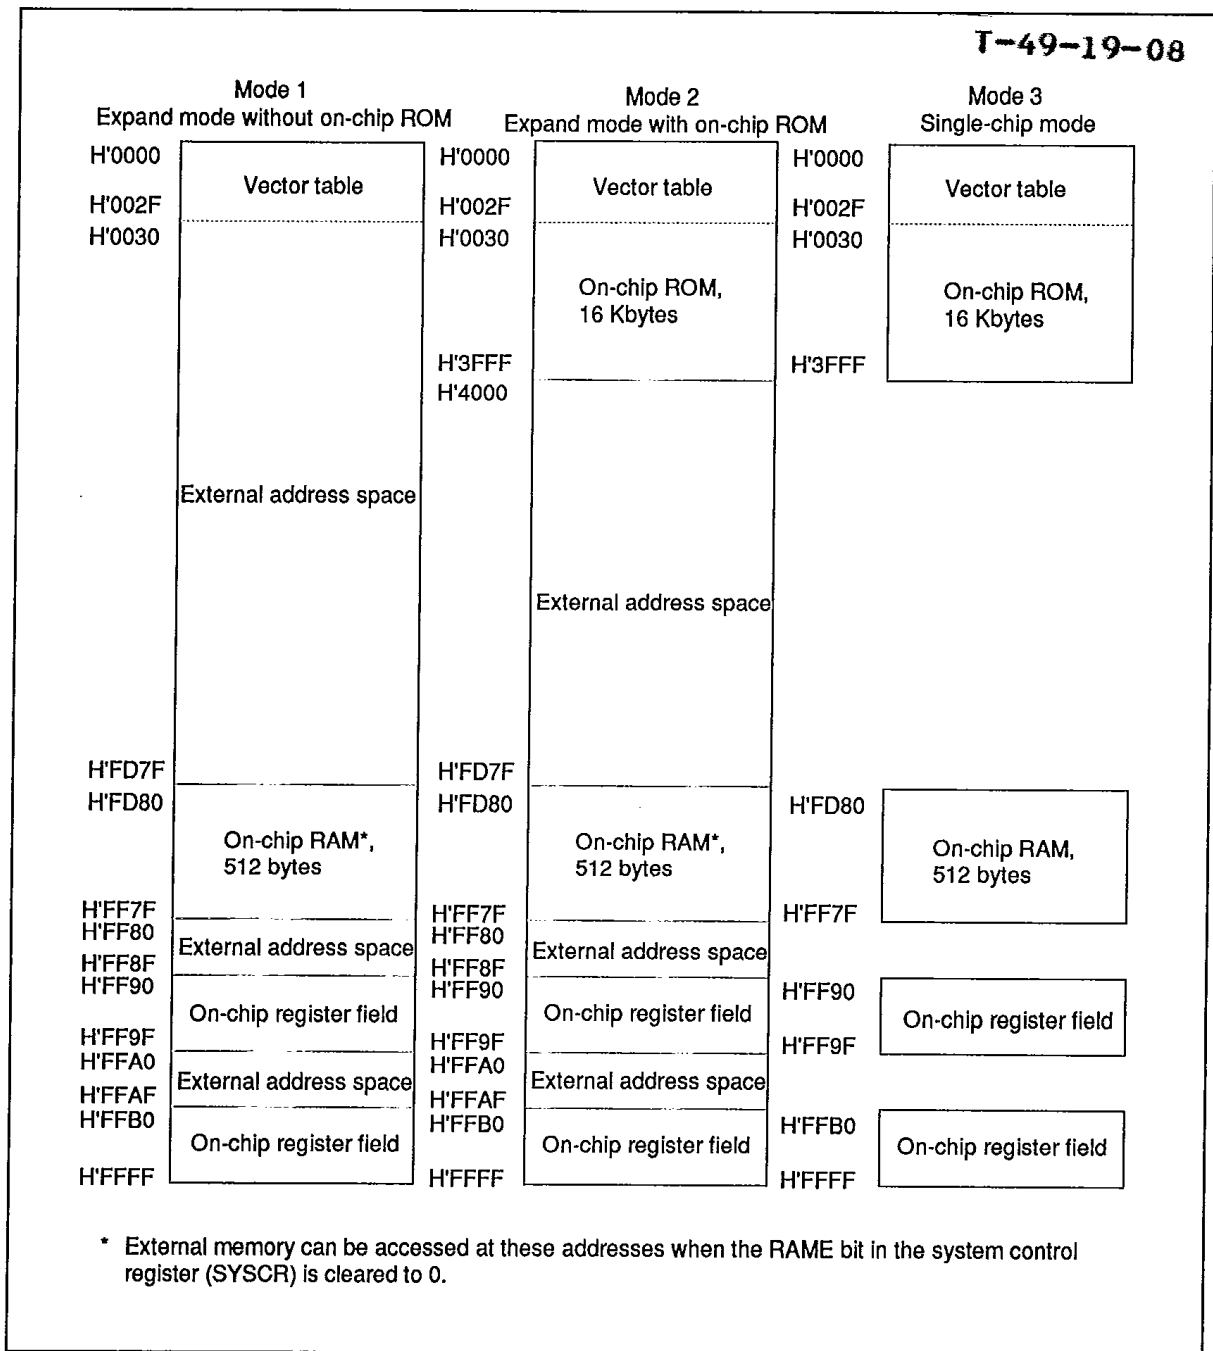 T-49-19-08
Mode 1
Expand mode without on-chip ROM
H'0000
Vector table
H'002F
H'0030
External address space
H'FD7F
H'FD80
On-chip RAM*,
512 bytes
H'FF7F
H'FF80
External address space
H'FF8F
H'FF90
On-chip register field
H'FF9F
H'FFA0
External address space
H'FFAF
H'FFB0
On-chip register field
H'FFFF
Mode 2
Expand mode with on-chip ROM
H'0000
Vector table
H'002F
H'0030
On-chip ROM,
16 Kbytes
H'3FFF
H'4000
External address space
H'FD7F
H'FD80
On-chip RAM*,
512 bytes
H'FF7F
H'FF80
External address space
H'FF8F
H'FF90
On-chip register field
H'FF9F
H'FFA0
External address space
H'FFAF
H'FFB0
On-chip register field
H'FFFF
Mode 3
Single-chip mode
H'0000
Vector table
H'002F
H'0030
On-chip ROM,
16 Kbytes
H'3FFF
H'FD80
On-chip RAM,
512 bytes
H'FF7F
H'FF90
On-chip register field
H'FF9F
H'FFB0
On-chip register field
H'FFFF
* External memory can be accessed at these addresses when the RAME bit in the system control
register (SYSCR) is cleared to 0.